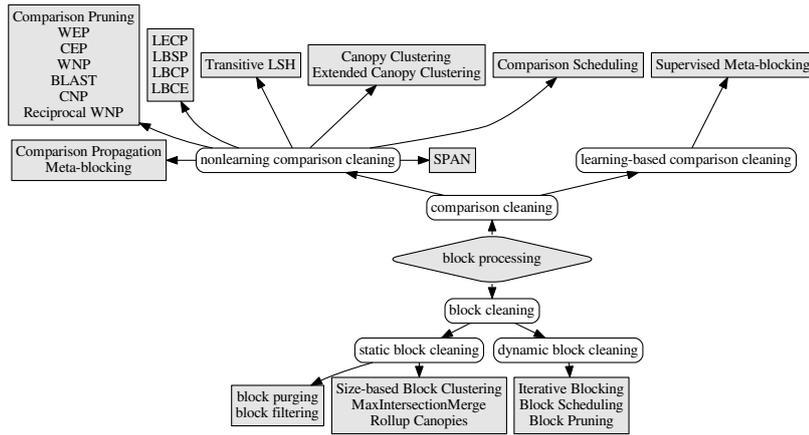 Comparison Pruning
WEP
CEP
WNP
BLAST
CNP
Reciprocal WNP
LECP
LBSP
LBCP
LBCE
Transitive LSH
Canopy Clustering
Extended Canopy Clustering
Comparison Scheduling
Supervised Meta-blocking
Comparison Propagation
Meta-blocking
nonlearning comparison cleaning
SPAN
learning-based comparison cleaning
comparison cleaning
block processing
block cleaning
static block cleaning
dynamic block cleaning
block purging
block filtering
Size-based Block Clustering
MaxIntersectionMerge
Rollup Canopies
Iterative Blocking
Block Scheduling
Block Pruning